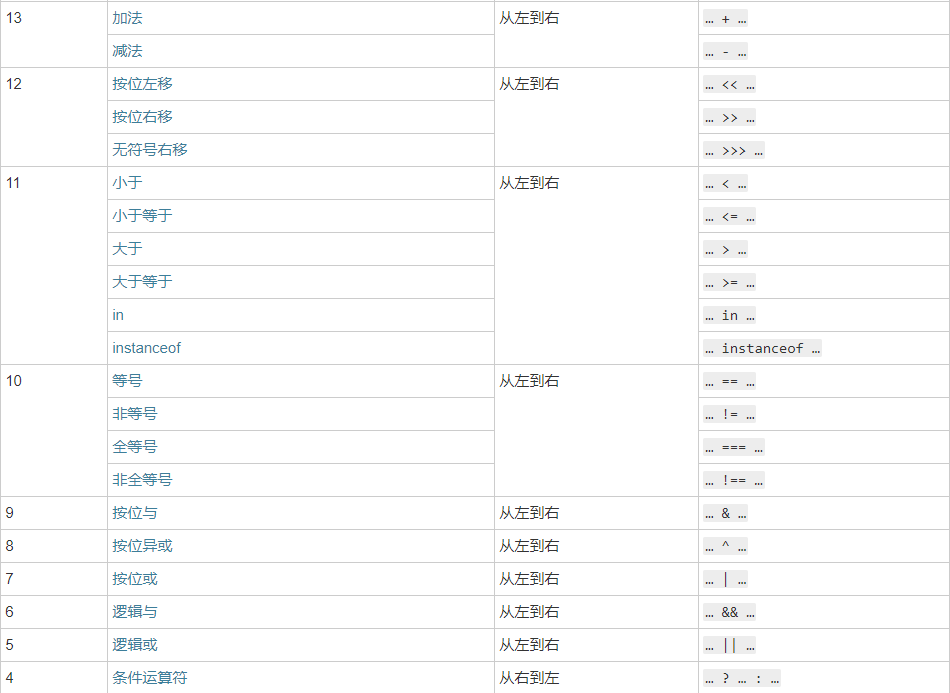 13 加法 从左到右 … + …
减法 … - …
12 按位左移 从左到右 … << …
按位右移 … >> …
无符号右移 … >>> …
11 小于 从左到右 … < …
小于等于 … <= …
大于 … > …
大于等于 … >= …
in … in …
instanceof … instanceof …
10 等号 从左到右 … == …
非等号 … != …
全等号 … === …
非全等号 … !== …
9 按位与 从左到右 … & …
8 按位异或 从左到右 … ^ …
7 按位或 从左到右 … | …
6 逻辑与 从左到右 … && …
5 逻辑或 从左到右 … || …
4 条件运算符 从右到左 … ? … : …